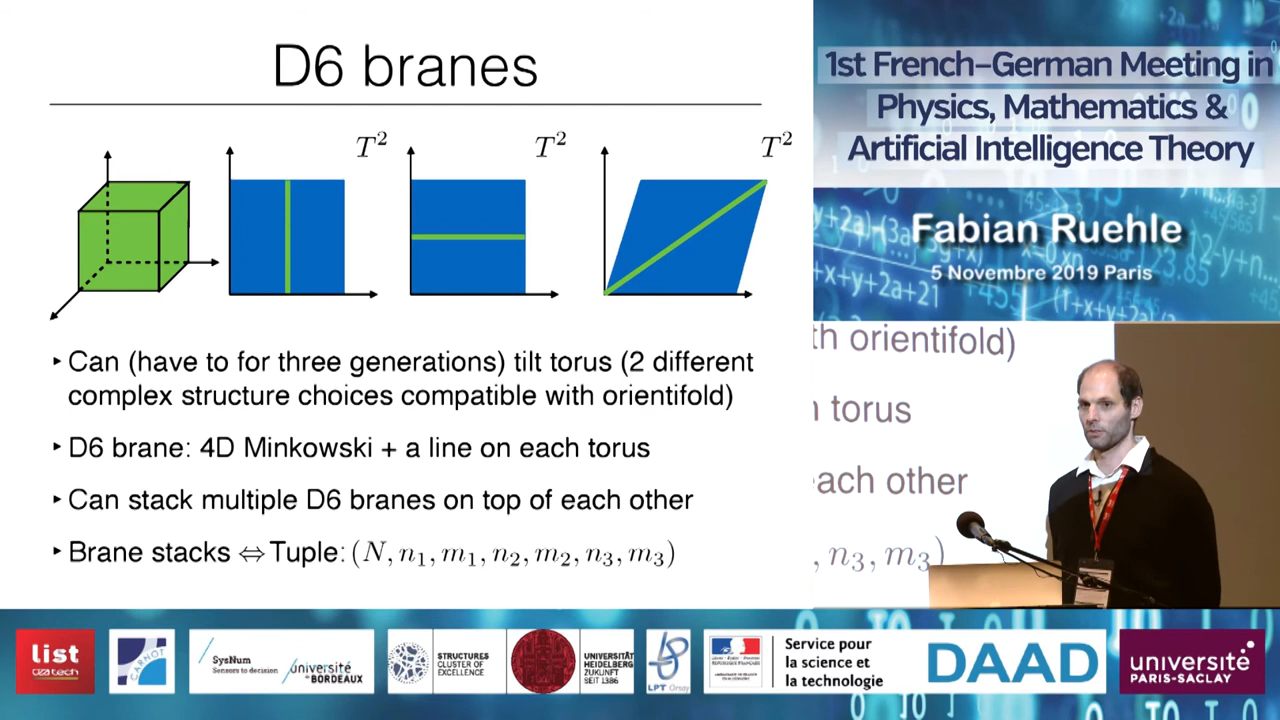 D6 branes
T²
T²
T²
‣ Can (have to for three generations) tilt torus (2 different
complex structure choices compatible with orientifold)
‣ D6 brane: 4D Minkowski + a line on each torus
‣ Can stack multiple D6 branes on top of each other
‣ Brane stacks ⇔ Tuple: (N, n₁, m₁, n₂, m₂, n₃, m₃)
1st French–German Meeting in
Physics, Mathematics &
Artificial Intelligence Theory
Fabian Ruehle
5 Novembre 2019 Paris
th orientifold)
torus
each other
, n₃, m₃)
list
CARNOT
SysNum
Sensors to decision
université
de BORDEAUX
STRUCTURES
CLUSTER OF
EXCELLENCE
UNIVERSITÄT
HEIDELBERG
ZUKUNFT
SEIT 1386
LPT Orsay
Service pour
la science et
la technologie
DAAD
université
PARIS-SACLAY